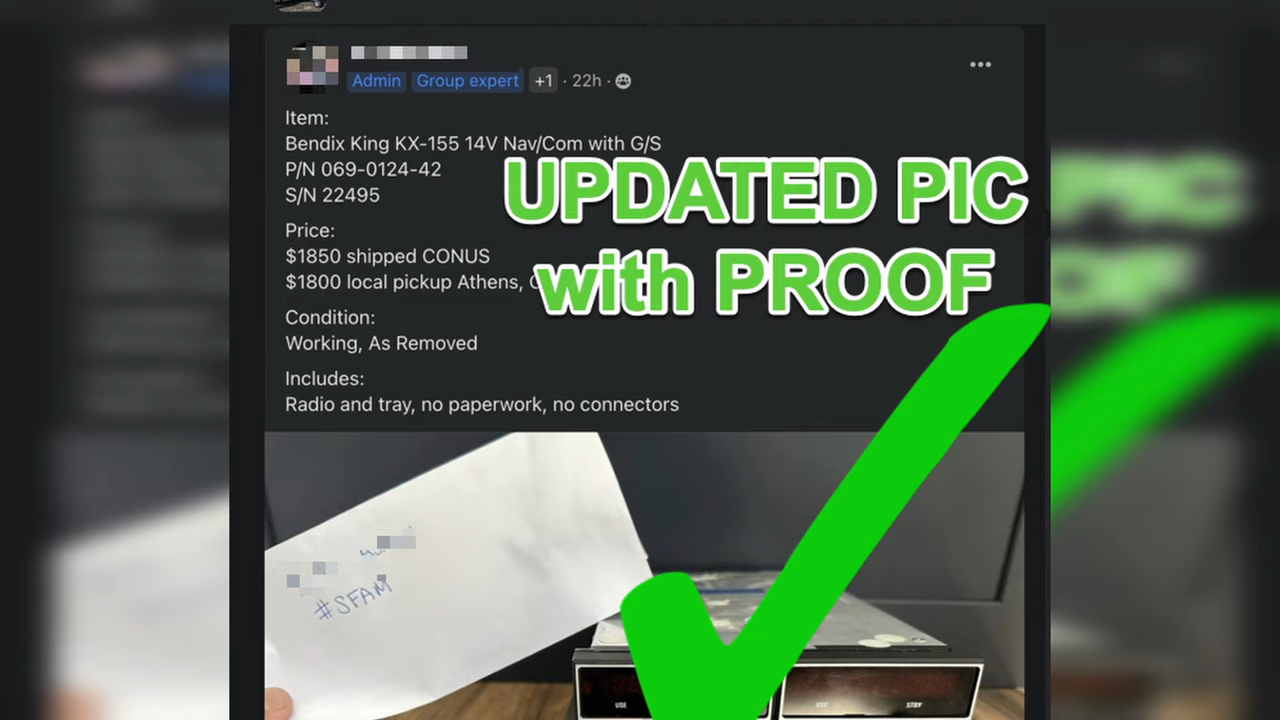 Admin Group expert +1 · 22h ·
Item:
Bendix King KX-155 14V Nav/Com with G/S
P/N 069-0124-42
S/N 22495
Price:
$1850 shipped CONUS
$1800 local pickup Athens,
Condition:
Working, As Removed
Includes:
Radio and tray, no paperwork, no connectors
UPDATED PIC
with PROOF
#SFAM
USE
USE
STBY